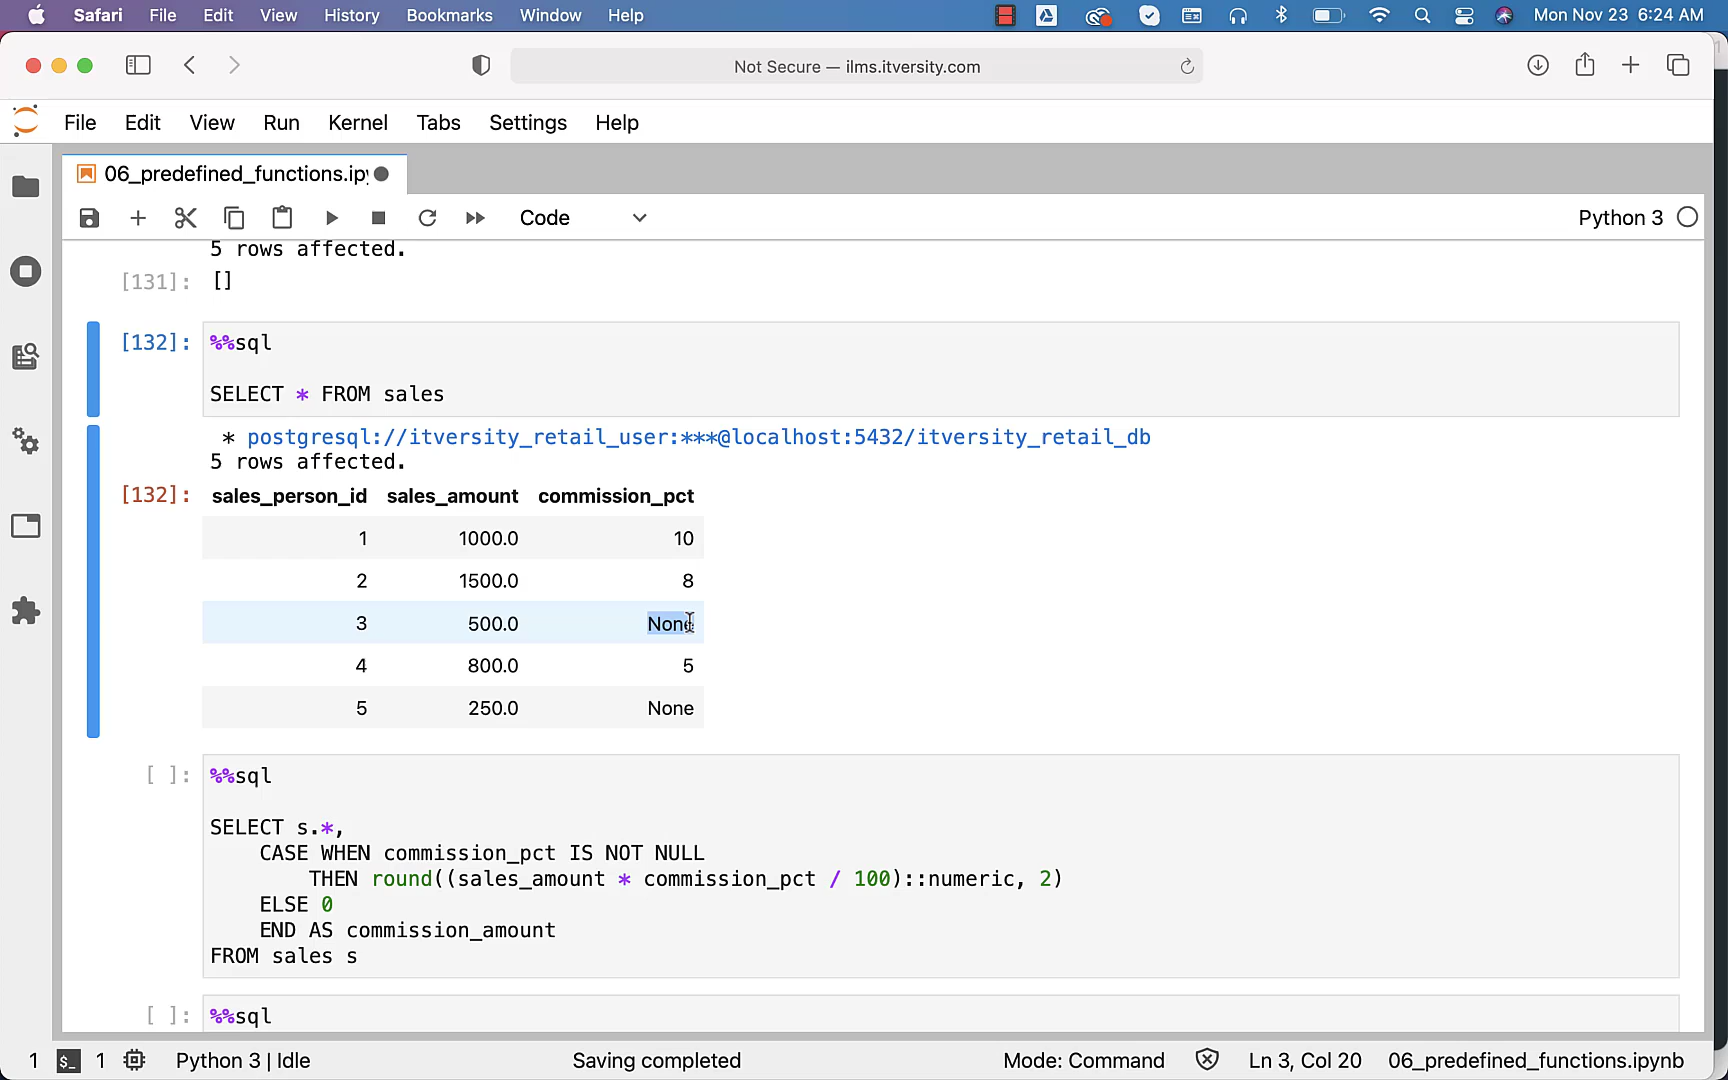 Safari File Edit View History Bookmarks Window Help Mon Nov 23 6:24 AM
Not Secure — ilms.itversity.com
File Edit View Run Kernel Tabs Settings Help
06_predefined_functions.ipy
Code Python 3
5 rows affected.
[131]: []
[132]: %%sql
SELECT * FROM sales
* postgresql://itversity_retail_user:***@localhost:5432/itversity_retail_db
5 rows affected.
[132]: sales_person_id sales_amount commission_pct
1 1000.0 10
2 1500.0 8
3 500.0 None
4 800.0 5
5 250.0 None
[ ]: %%sql
SELECT s.*,
CASE WHEN commission_pct IS NOT NULL
THEN round((sales_amount * commission_pct / 100)::numeric, 2)
ELSE 0
END AS commission_amount
FROM sales s
[ ]: %%sql
1 $_ 1 Python 3 | Idle Saving completed Mode: Command Ln 3, Col 20 06_predefined_functions.ipynb